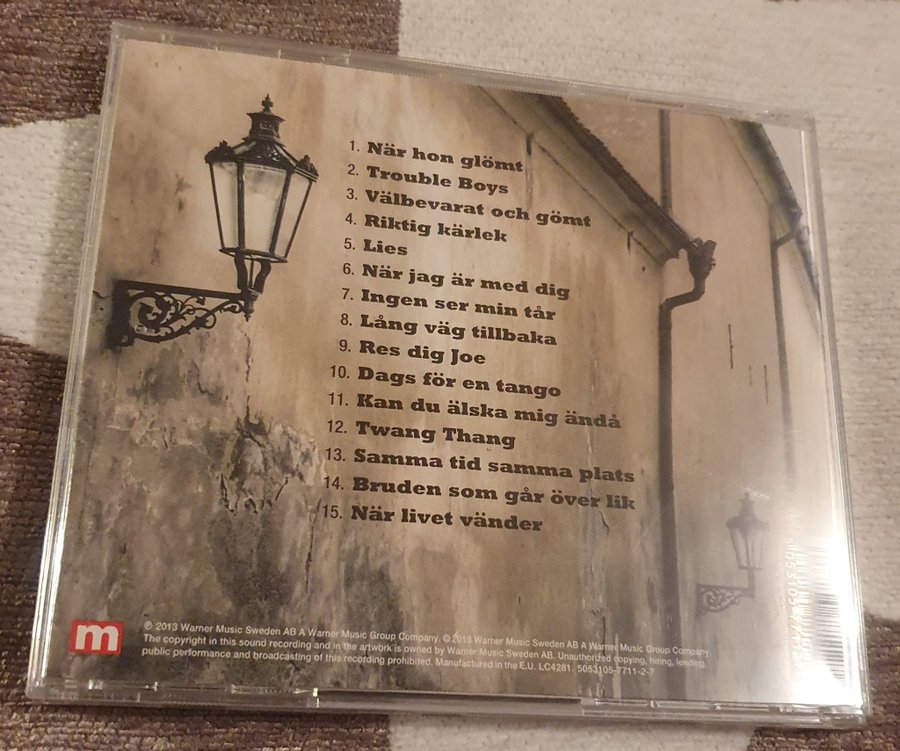 1. När hon glömt
2. Trouble Boys
3. Välbevarat och gömt
4. Riktig kärlek
5. Lies
6. När jag är med dig
7. Ingen ser min tår
8. Lång väg tillbaka
9. Res dig Joe
10. Dags för en tango
11. Kan du älska mig ändå
12. Twang Thang
13. Samma tid samma plats
14. Bruden som går över lik
15. När livet vänder
m
℗ 2013 Warner Music Sweden AB A Warner Music Group Company. © 2013 Warner Music Sweden AB A Warner Music Group Company.
The copyright in this sound recording and in the artwork is owned by Warner Music Sweden AB. Unauthorized copying, hiring, lending,
public performance and broadcasting of this recording prohibited. Manufactured in the E.U. LC4281. 5053105-7711-2-7